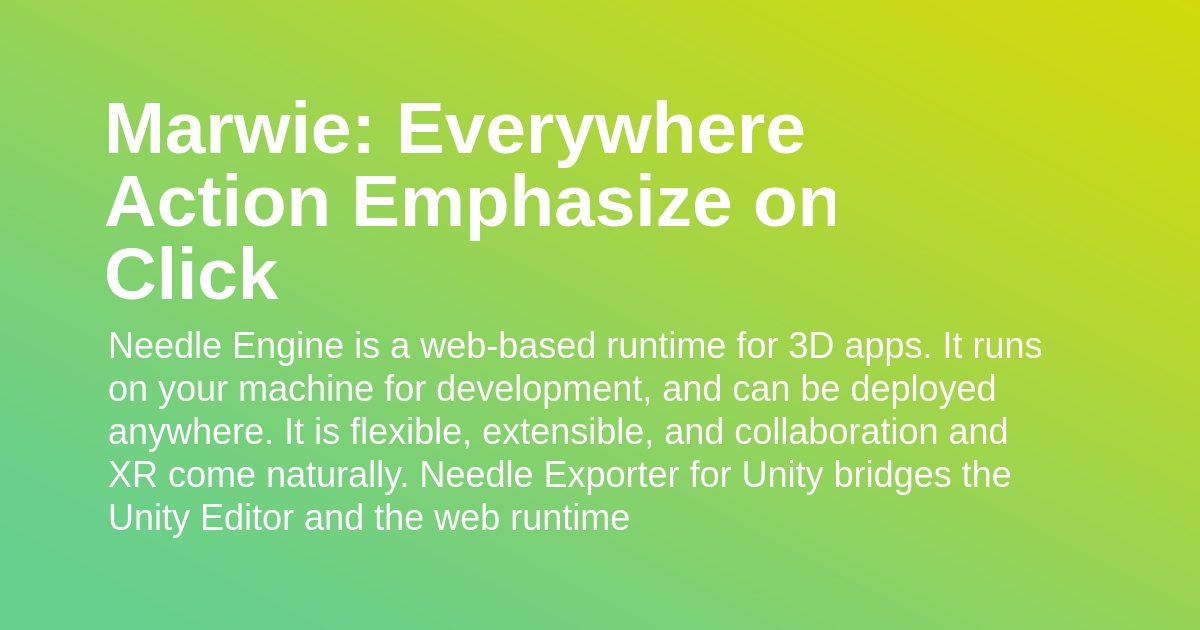 Marwie: Everywhere
Action Emphasize on
Click
Needle Engine is a web-based runtime for 3D apps. It runs
on your machine for development, and can be deployed
anywhere. It is flexible, extensible, and collaboration and
XR come naturally. Needle Exporter for Unity bridges the
Unity Editor and the web runtime